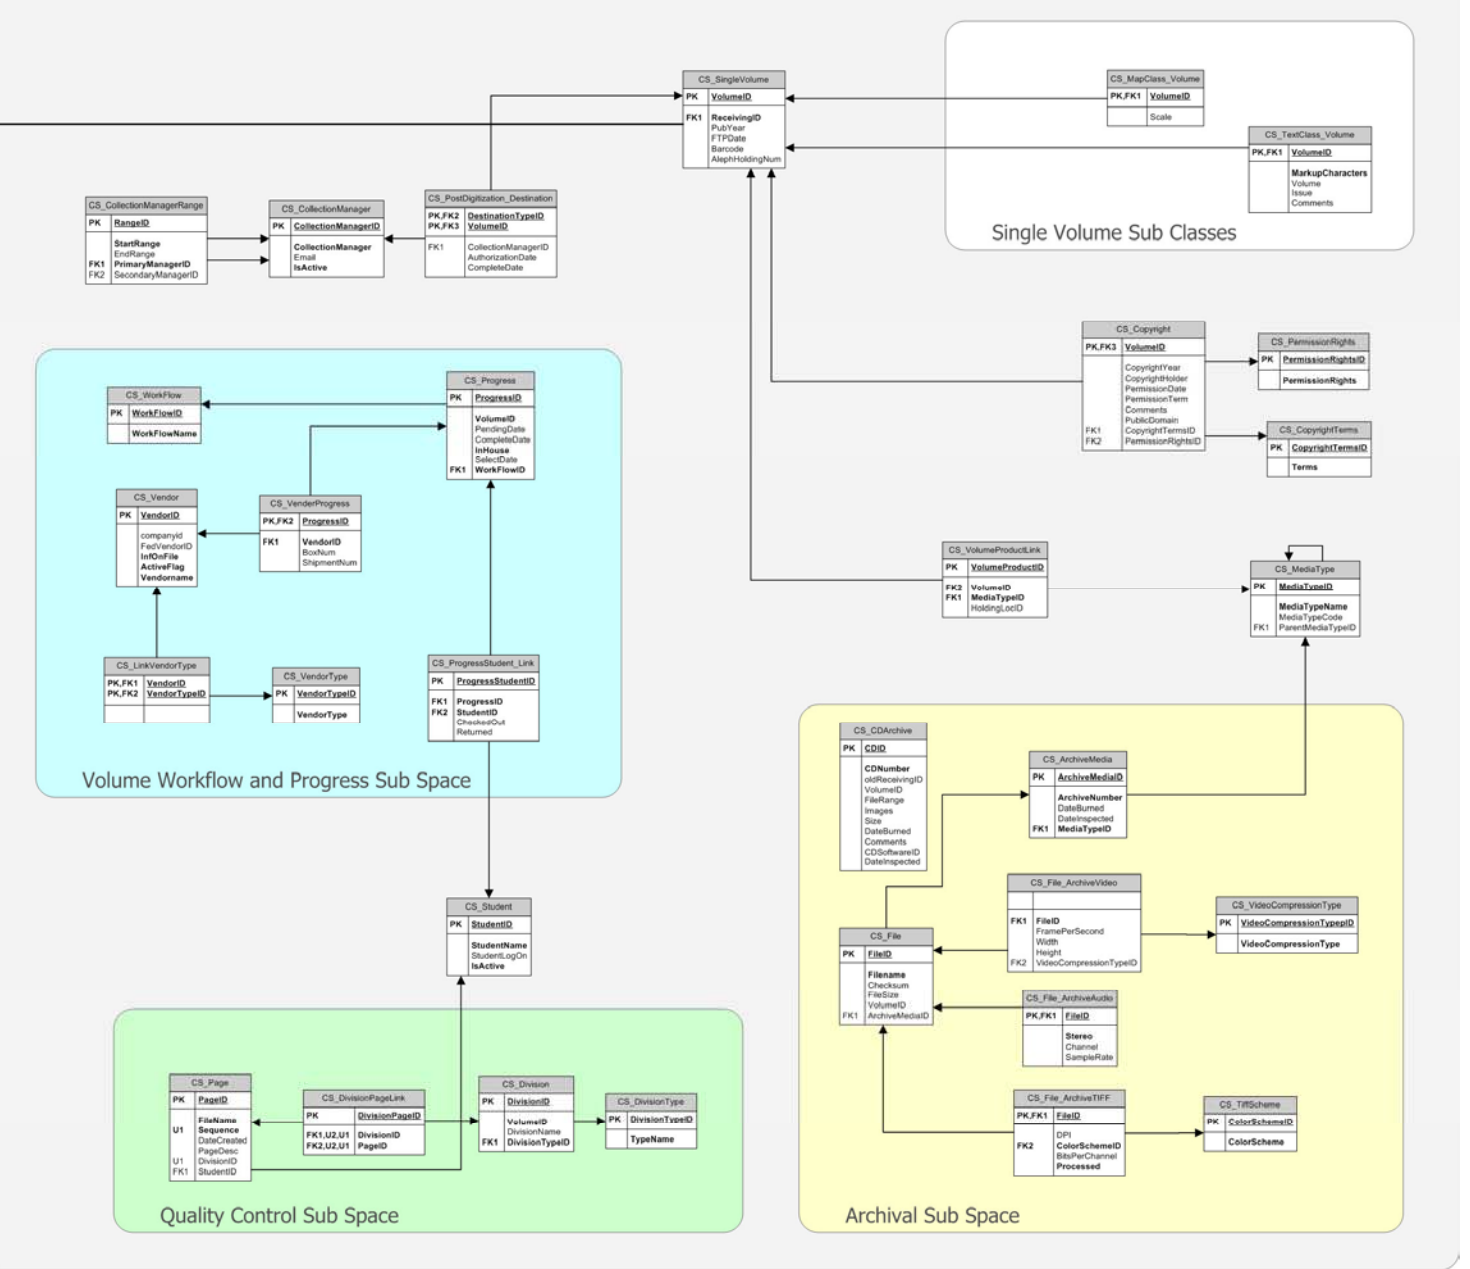 CS_SingleVolume
PK VolumeID
FK1 ReceivingID
PubYear
FTPDate
Barcode
AlephHoldingNum
CS_MapClass_Volume
PK,FK1 VolumeID
Scale
CS_TextClass_Volume
PK,FK1 VolumeID
MarkupCharacters
Volume
Issue
Comments
Single Volume Sub Classes
CS_CollectionManagerRange
PK RangeID
StartRange
EndRange
FK1 PrimaryManagerID
FK2 SecondaryManagerID
CS_CollectionManager
PK CollectionManagerID
CollectionManager
Email
IsActive
CS_PostDigitization_Destination
PK,FK2 DestinationTypeID
PK,FK3 VolumeID
FK1 CollectionManagerID
AuthorizationDate
CompleteDate
CS_Copyright
PK,FK3 VolumeID
CopyrightYear
CopyrightHolder
PermissionDate
PermissionTerm
Comments
PublicDomain
FK1 CopyrightTermsID
FK2 PermissionRightsID
CS_PermissionRights
PK PermissionRightsID
PermissionRights
CS_CopyrightTerms
PK CopyrightTermsID
Terms
CS_WorkFlow
PK WorkFlowID
WorkFlowName
CS_Progress
PK ProgressID
VolumeID
PendingDate
CompleteDate
InHouse
SelectDate
FK1 WorkFlowID
CS_Vendor
PK VendorID
companyid
FedVendorID
InfOnFile
ActiveFlag
Vendorname
CS_VenderProgress
PK,FK2 ProgressID
FK1 VendorID
BoxNum
ShipmentNum
CS_LinkVendorType
PK,FK1 VendorID
PK,FK2 VendorTypeID
CS_VendorType
PK VendorTypeID
VendorType
CS_ProgressStudent_Link
PK ProgressStudentID
FK1 ProgressID
FK2 StudentID
CheckedOut
Returned
Volume Workflow and Progress Sub Space
CS_VolumeProductLink
PK VolumeProductID
FK2 VolumeID
FK1 MediaTypeID
HoldingLocID
CS_MediaType
PK MediaTypeID
MediaTypeName
MediaTypeCode
FK1 ParentMediaTypeID
CS_CDArchive
PK CDID
CDNumber
oldReceivingID
VolumeID
FileRange
Images
Size
DateBurned
Comments
CDSoftwareID
DateInspected
CS_ArchiveMedia
PK ArchiveMediaID
ArchiveNumber
DateBurned
DateInspected
FK1 MediaTypeID
CS_File_ArchiveVideo
FK1 FileID
FramePerSecond
Width
Height
FK2 VideoCompressionTypeID
CS_VideoCompressionType
PK VideoCompressionTypepID
VideoCompressionType
CS_File
PK FileID
Filename
Checksum
FileSize
VolumeID
FK1 ArchiveMediaID
CS_File_ArchiveAudio
PK,FK1 FileID
Stereo
Channel
SampleRate
CS_File_ArchiveTIFF
PK,FK1 FileID
DPI
FK2 ColorSchemeID
BitsPerChannel
Processed
CS_TiffScheme
PK ColorSchemeID
ColorScheme
Archival Sub Space
CS_Student
PK StudentID
StudentName
StudentLogOn
IsActive
CS_Page
PK PageID
FileName
U1 Sequence
DateCreated
PageDesc
U1 DivisionID
FK1 StudentID
CS_DivisionPageLink
PK DivisionPageID
FK1,U2,U1 DivisionID
FK2,U2,U1 PageID
CS_Division
PK DivisionID
VolumeID
DivisionName
FK1 DivisionTypeID
CS_DivisionType
PK DivisionTypeID
TypeName
Quality Control Sub Space